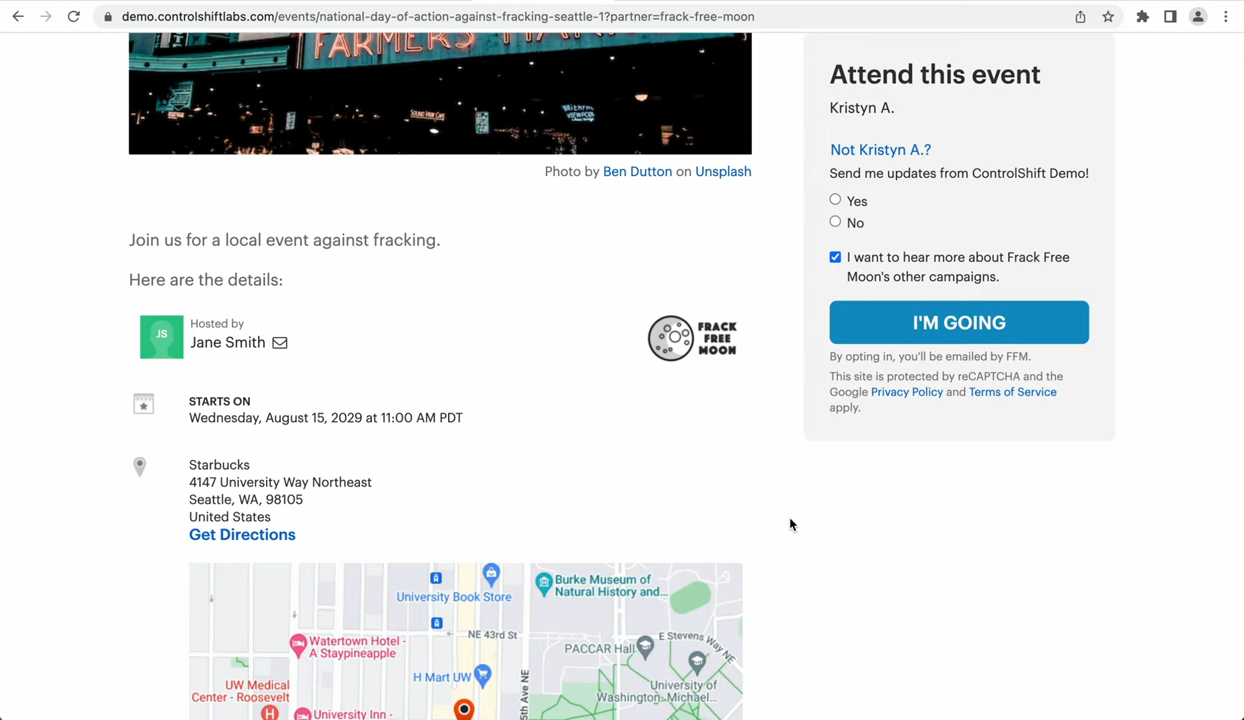 demo.controlshiftlabs.com/events/national-day-of-action-against-fracking-seattle-1?partner=frack-free-moon
FARMERS
Photo by Ben Dutton on Unsplash
Join us for a local event against fracking.
Here are the details:
JS
Hosted by
Jane Smith
FRACK
FREE
MOON
STARTS ON
Wednesday, August 15, 2029 at 11:00 AM PDT
Starbucks
4147 University Way Northeast
Seattle, WA, 98105
United States
Get Directions
University Book Store
Burke Museum of
Natural History and...
NE 43rd St
Watertown Hotel -
A Staypineapple
PACCAR Hall
E Stevens Way NE
H Mart UW
UW Medical
Center - Roosevelt
5th Ave NE
University of
Washington-Michael...
University Inn -
Attend this event
Kristyn A.
Not Kristyn A.?
Send me updates from ControlShift Demo!
Yes
No
I want to hear more about Frack Free
Moon's other campaigns.
I'M GOING
By opting in, you'll be emailed by FFM.
This site is protected by reCAPTCHA and the
Google Privacy Policy and Terms of Service
apply.